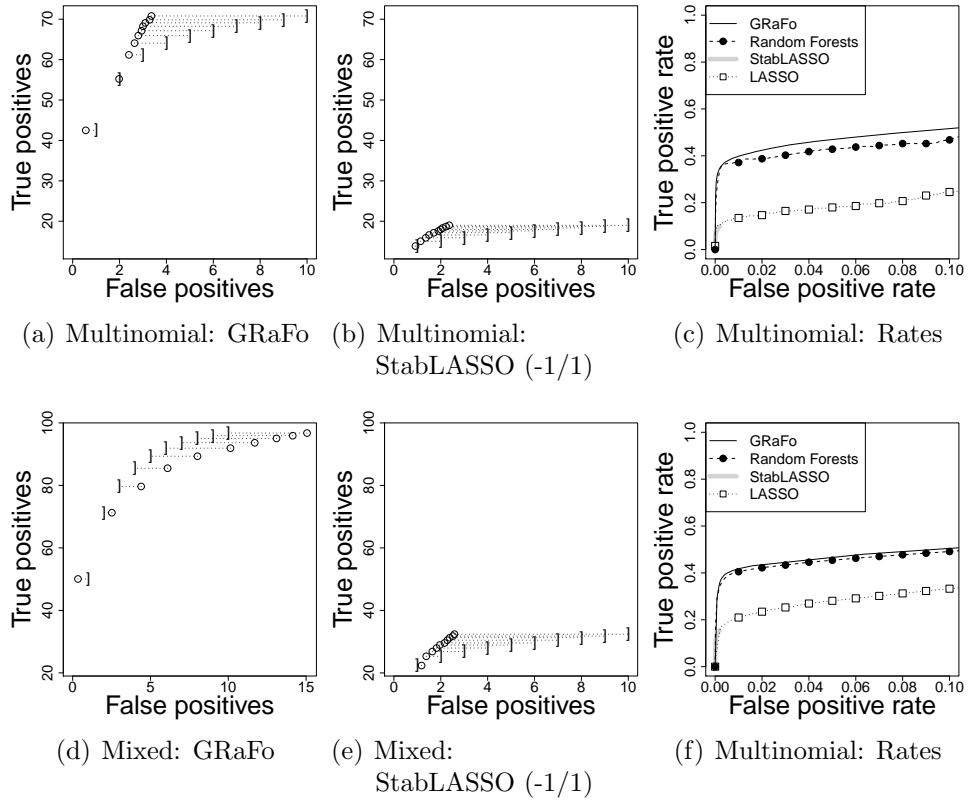 True positives
30 40 50 60 70
20
0 2 4 6 8 10
False positives
(a) Multinomial: GRaFo
True positives
20 30 40 50 60 70
0 2 4 6 8 10
False positives
(b) Multinomial:
StabLASSO (-1/1)
True positive rate
0.0 0.2 0.4 0.6 0.8 1.0
GRaFo
Random Forests
StabLASSO
LASSO
0.00 0.02 0.04 0.06 0.08 0.10
False positive rate
(c) Multinomial: Rates
True positives
20 40 60 80 100
0 5 10 15
False positives
(d) Mixed: GRaFo
True positives
20 40 60 80 100
0 2 4 6 8 10
False positives
(e) Mixed:
StabLASSO (-1/1)
True positive rate
0.0 0.2 0.4 0.6 0.8 1.0
GRaFo
Random Forests
StabLASSO
LASSO
0.00 0.02 0.04 0.06 0.08 0.10
False positive rate
(f) Multinomial: Rates